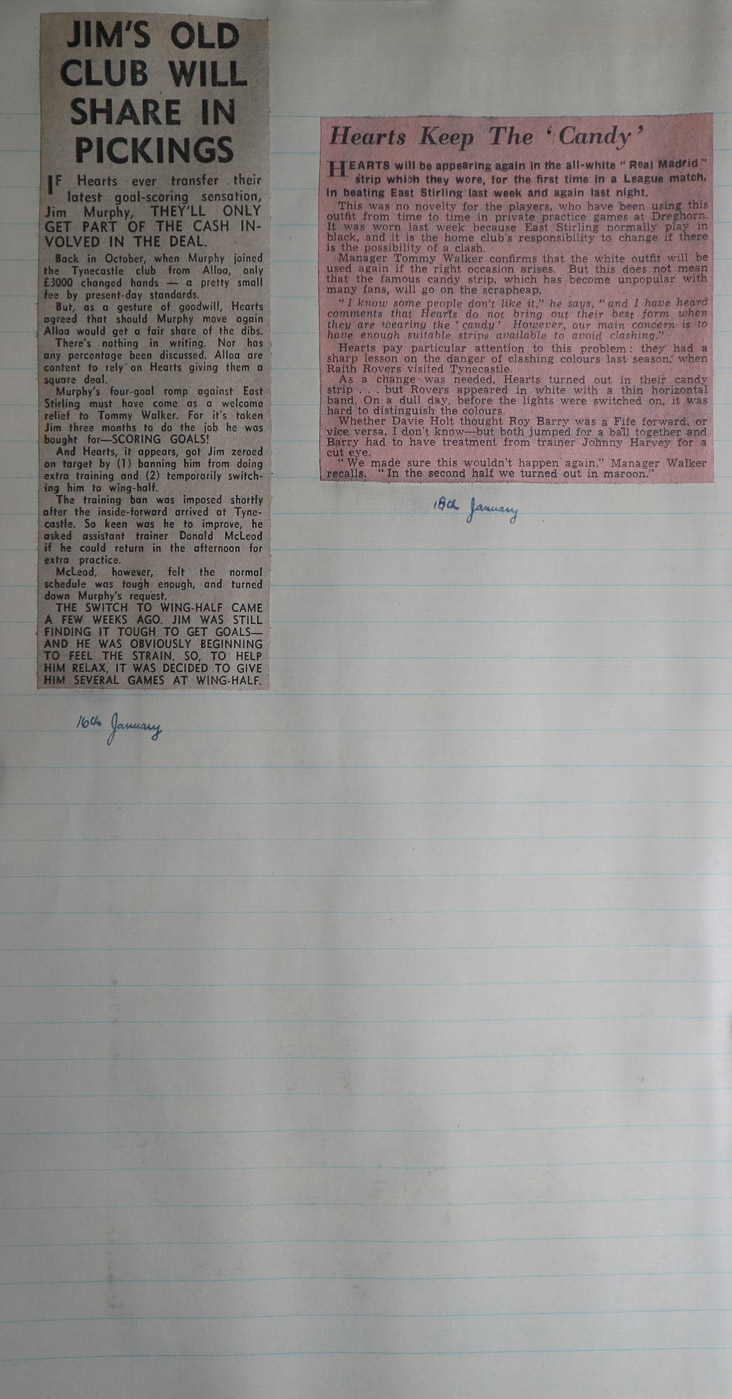 JIM'S OLD
CLUB WILL
SHARE IN
PICKINGS
IF Hearts ever transfer their
latest goal-scoring sensation,
Jim Murphy, THEY'LL ONLY
GET PART OF THE CASH IN-
VOLVED IN THE DEAL.
Back in October, when Murphy joined
the Tynecastle club from Alloa, only
£3000 changed hands — a pretty small
fee by present-day standards.
But, as a gesture of goodwill, Hearts
agreed that should Murphy move again
Alloa would get a fair share of the dibs.
There's nothing in writing. Nor has
any percentage been discussed. Alloa are
content to rely on Hearts giving them a
square deal.
Murphy's four-goal romp against East
Stirling must have come as a welcome
relief to Tommy Walker. For it's taken
Jim three months to do the job he was
bought for—SCORING GOALS!
And Hearts, it appears, got Jim zeroed
on target by (1) banning him from doing
extra training and (2) temporarily switch-
ing him to wing-half.
The training ban was imposed shortly
after the inside-forward arrived at Tyne-
castle. So keen was he to improve, he
asked assistant trainer Donald McLeod
if he could return in the afternoon for
extra practice.
McLeod, however, felt the normal
schedule was tough enough, and turned
down Murphy's request.
THE SWITCH TO WING-HALF CAME
A FEW WEEKS AGO. JIM WAS STILL
FINDING IT TOUGH TO GET GOALS—
AND HE WAS OBVIOUSLY BEGINNING
TO FEEL THE STRAIN. SO, TO HELP
HIM RELAX, IT WAS DECIDED TO GIVE
HIM SEVERAL GAMES AT WING-HALF.
16th January
Hearts Keep The 'Candy'
HEARTS will be appearing again in the all-white "Real Madrid"
strip which they wore, for the first time in a League match,
in beating East Stirling last week and again last night.
This was no novelty for the players, who have been using this
outfit from time to time in private practice games at Dreghorn.
It was worn last week because East Stirling normally play in
black, and it is the home club's responsibility to change if there
is the possibility of a clash.
Manager Tommy Walker confirms that the white outfit will be
used again if the right occasion arises. But this does not mean
that the famous candy strip, which has become unpopular with
many fans, will go on the scrapheap.
"I know some people don't like it," he says, "and I have heard
comments that Hearts do not bring out their best form when
they are wearing the 'candy'. However, our main concern is to
have enough suitable strips available to avoid clashing."
Hearts pay particular attention to this problem: they had a
sharp lesson on the danger of clashing colours last season, when
Raith Rovers visited Tynecastle.
As a change was needed, Hearts turned out in their candy
strip . . . but Rovers appeared in white with a thin horizontal
band. On a dull day, before the lights were switched on, it was
hard to distinguish the colours.
Whether Davie Holt thought Roy Barry was a Fife forward, or
vice versa, I don't know—but both jumped for a ball together and
Barry had to have treatment from trainer Johnny Harvey for a
cut eye.
"We made sure this wouldn't happen again," Manager Walker
recalls. "In the second half we turned out in maroon."
18th January